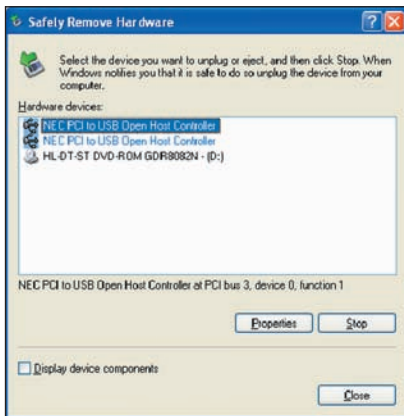 Safely Remove Hardware
Select the device you want to unplug or eject, and then click Stop. When
Windows notifies you that it is safe to do so unplug the device from your
computer.
Hardware devices:
NEC PCI to USB Open Host Controller
NEC PCI to USB Open Host Controller
HL-DT-ST DVD-ROM GDR8082N - (D:)
NEC PCI to USB Open Host Controller at PCI bus 3, device 0, function 1
Properties
Stop
Display device components
Close